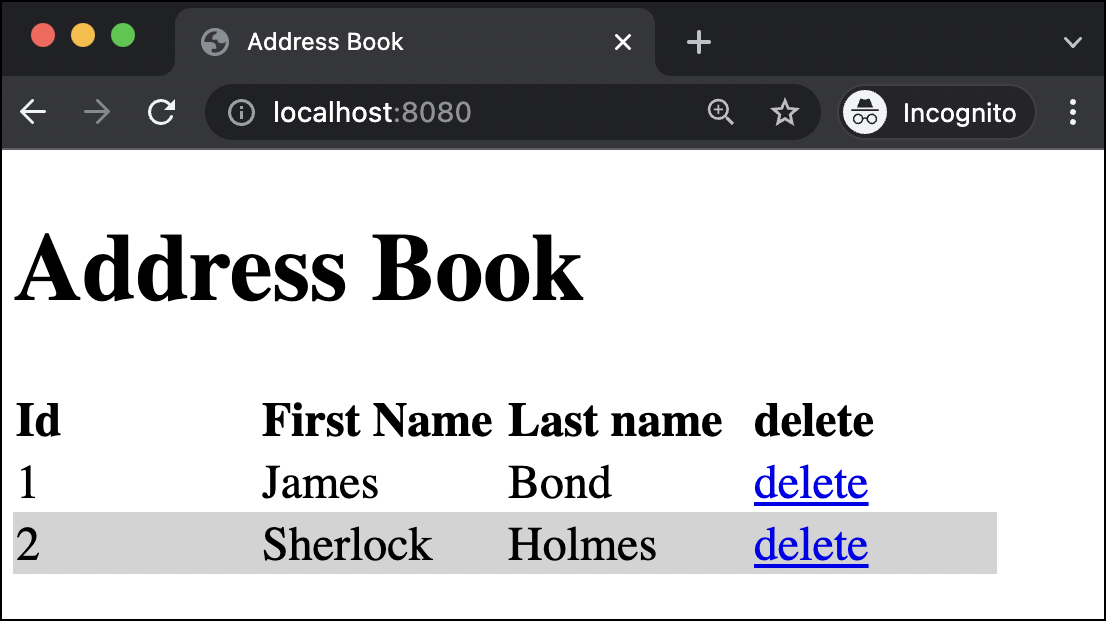 Address Book
localhost:8080
Incognito
Address Book
Id First Name Last name delete
1 James Bond delete
2 Sherlock Holmes delete